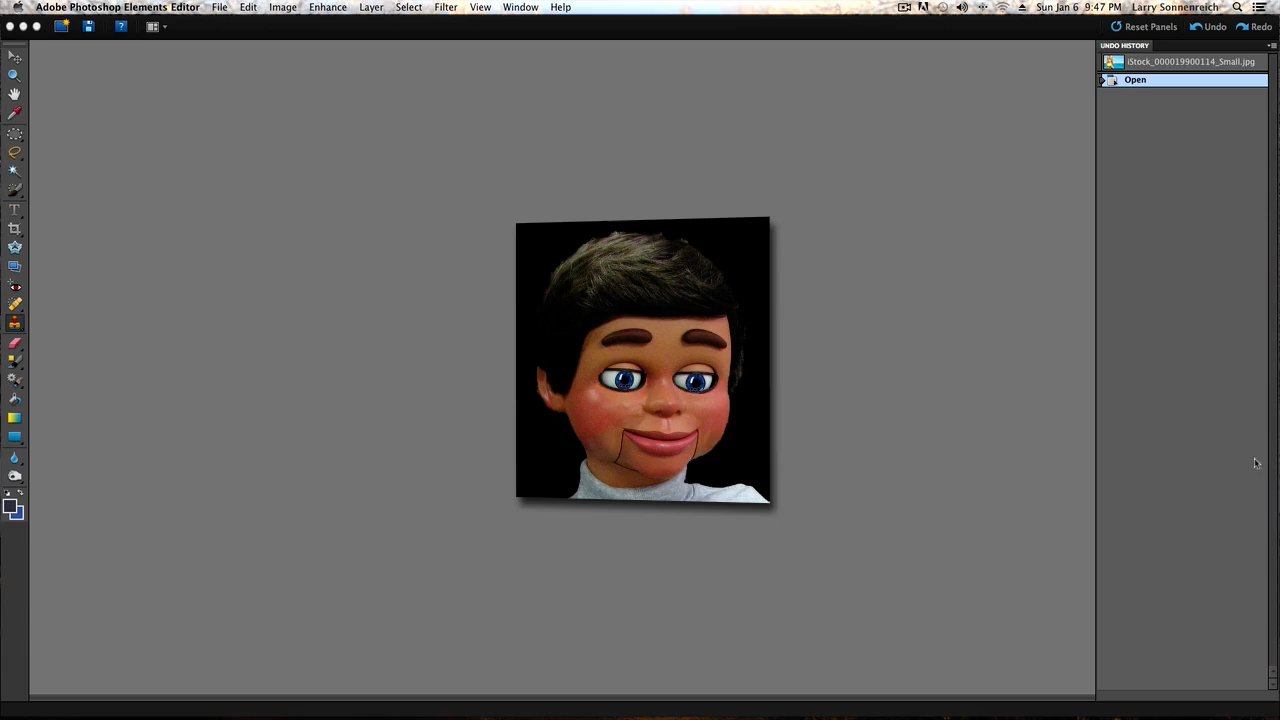 Adobe Photoshop Elements Editor File Edit Image Enhance Layer Select Filter View Window Help Sun Jan 6 9:47 PM Larry Sonnenreich
? Reset Panels Undo Redo
UNDO HISTORY
iStock_000019900114_Small.jpg
Open
T